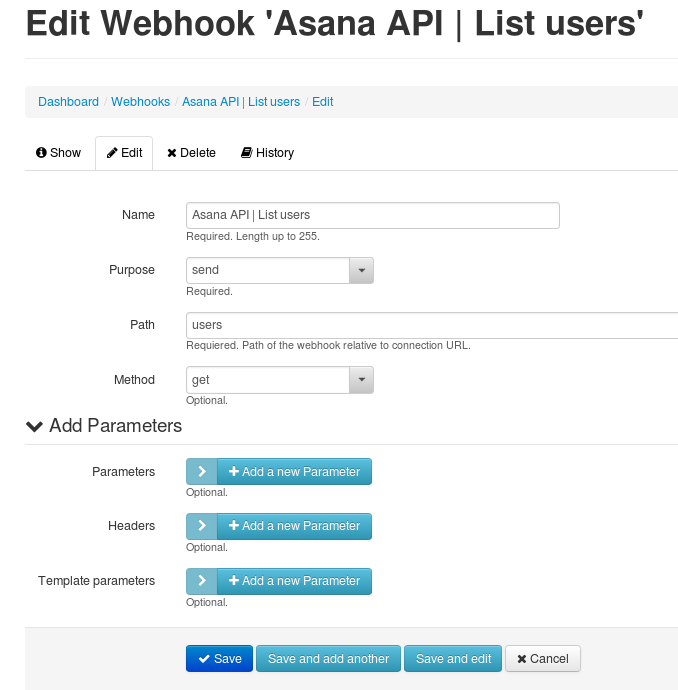 Edit Webhook 'Asana API | List users'
Dashboard / Webhooks / Asana API | List users / Edit
Show Edit Delete History
Name Asana API | List users
Required. Length up to 255.
Purpose send
Required.
Path users
Requiered. Path of the webhook relative to connection URL.
Method get
Optional.
Add Parameters
Parameters Add a new Parameter
Optional.
Headers Add a new Parameter
Optional.
Template parameters Add a new Parameter
Optional.
Save Save and add another Save and edit Cancel